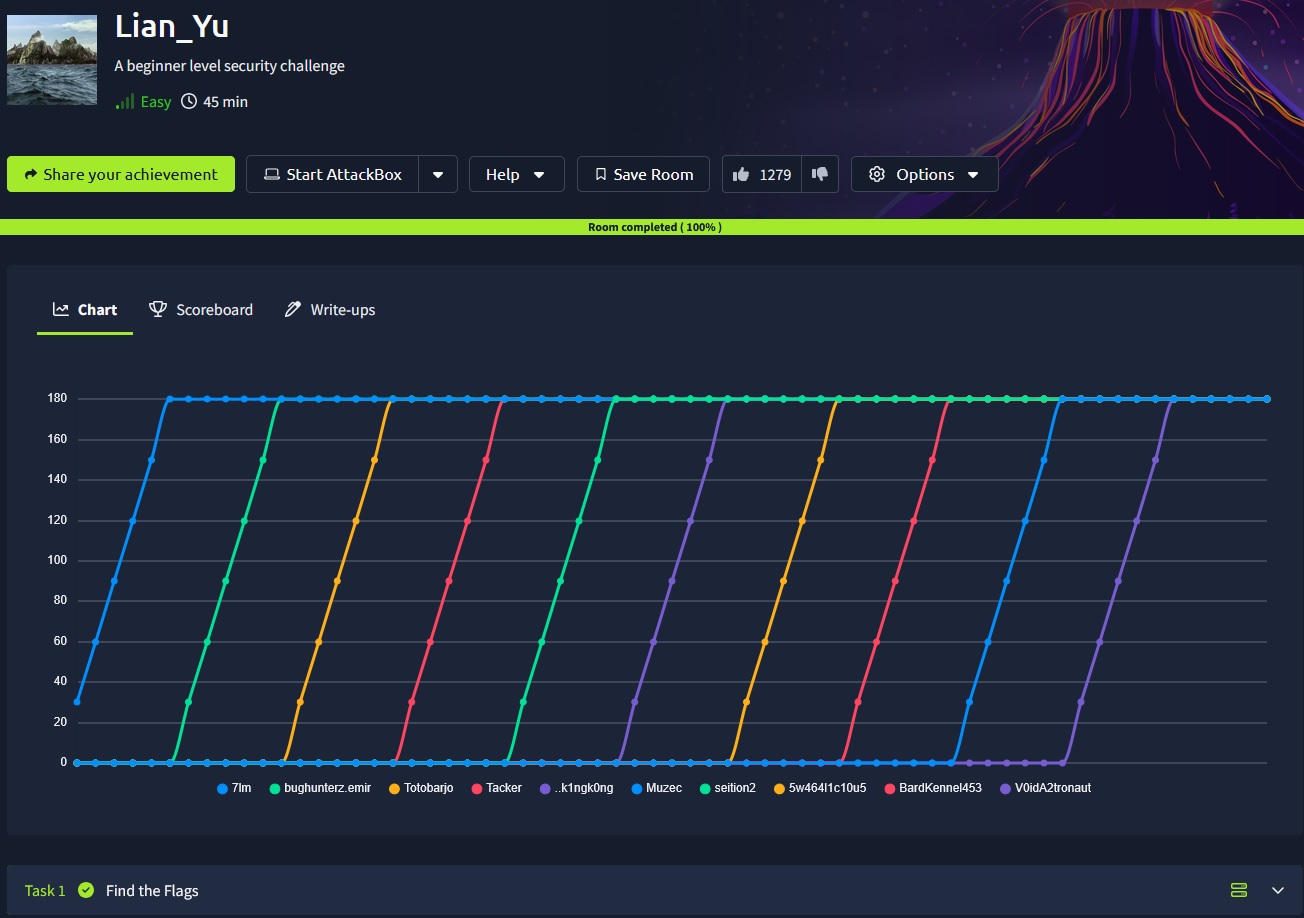 Lian_Yu
A beginner level security challenge
Easy 45 min
Share your achievement Start AttackBox Help Save Room 1279 Options
Room completed ( 100% )
Chart Scoreboard Write-ups
180
160
140
120
100
80
60
40
20
0
7lm bughunterz.emir Totobarjo Tacker ..k1ngk0ng Muzec seition2 5w464l1c10u5 BardKennel453 V0idA2tronaut
Task 1 Find the Flags